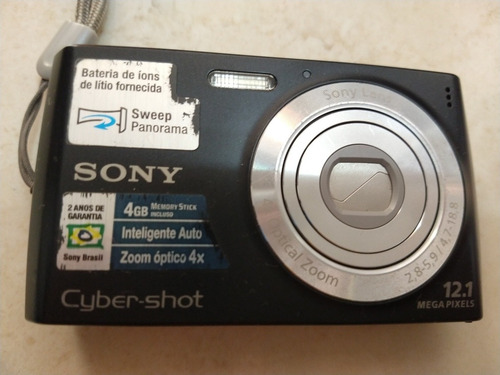 Bateria de íons
de lítio fornecida
Sweep
Panorama
SONY
2 ANOS DE
GARANTIA
Sony Brasil
4GB MEMORY STICK
INCLUSO
Inteligente Auto
Zoom óptico 4x
Cyber-shot
Sony Lens
Optical Zoom
2,8-5,9/4,7-18,8
12.1
MEGA PIXELS